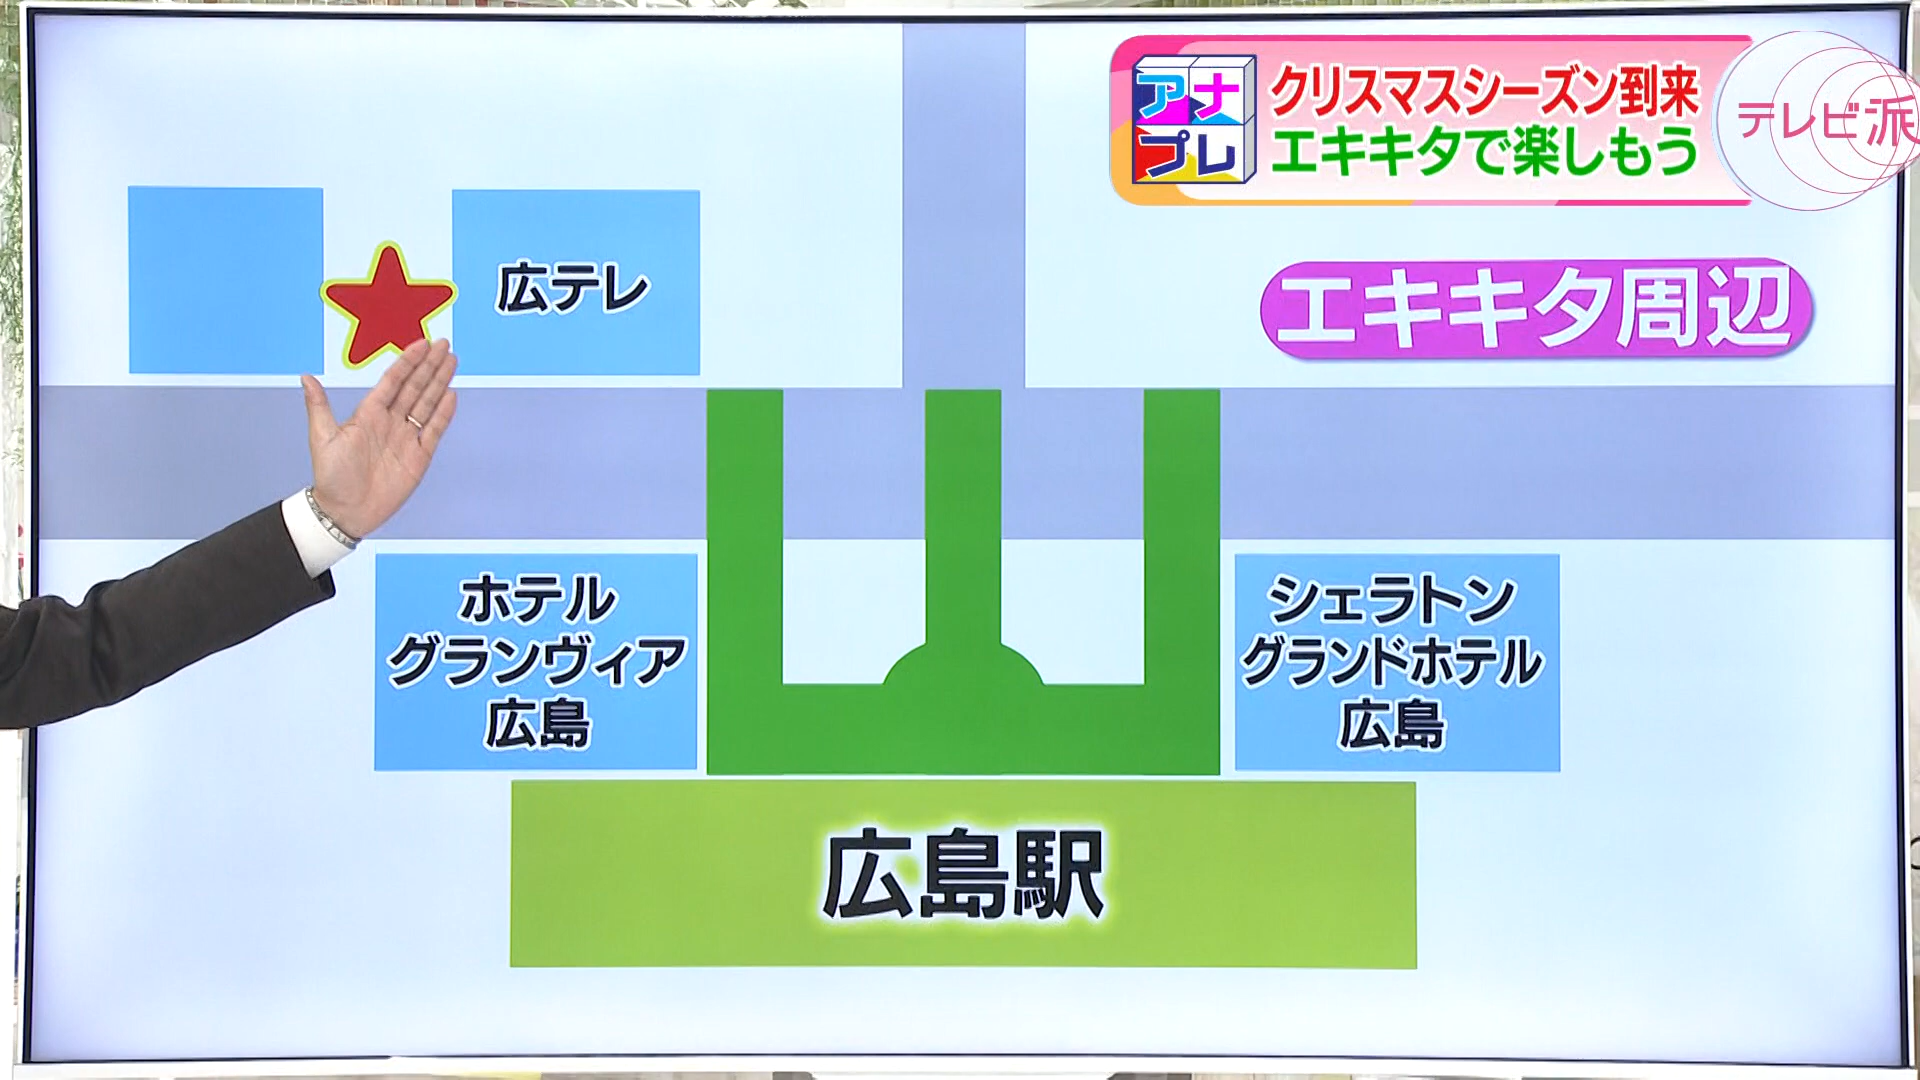 アナ
プレ
クリスマスシーズン到来
エキキタで楽しもう
テレビ派
エキキタ周辺
広テレ
ホテル
グランヴィア
広島
シェラトン
グランドホテル
広島
広島駅